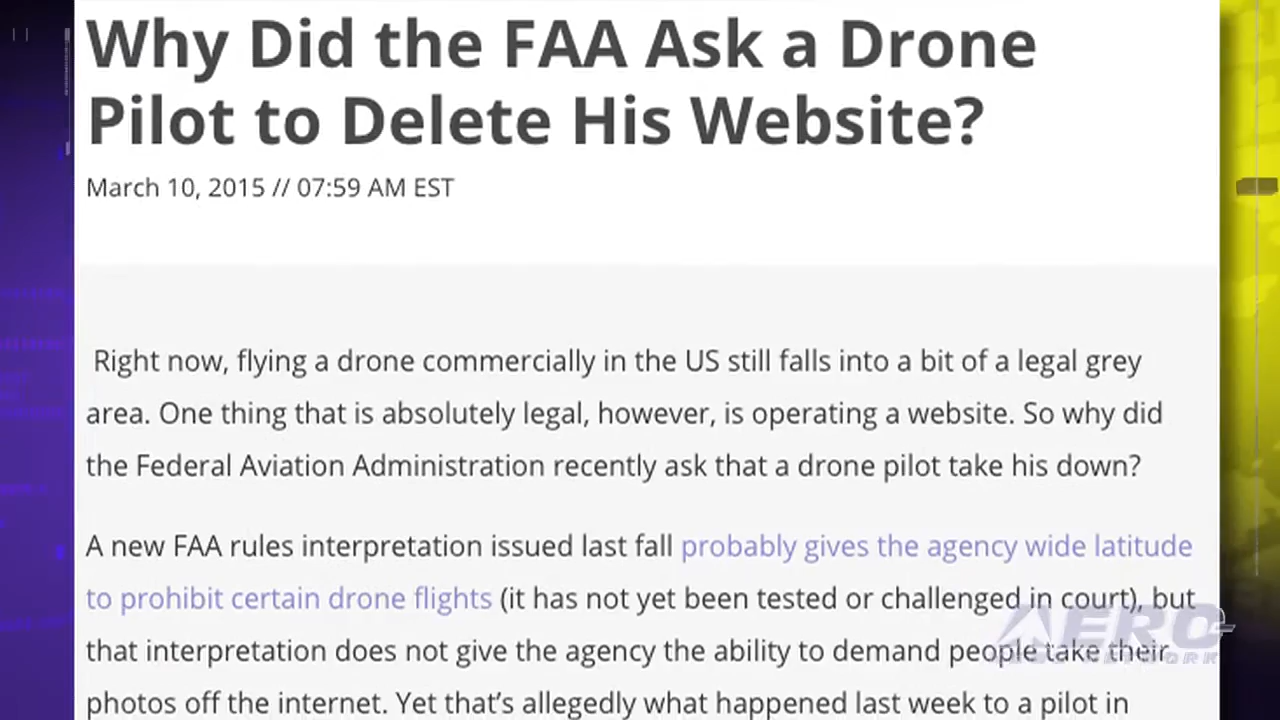 Why Did the FAA Ask a Drone
Pilot to Delete His Website?
March 10, 2015 // 07:59 AM EST
Right now, flying a drone commercially in the US still falls into a bit of a legal grey
area. One thing that is absolutely legal, however, is operating a website. So why did
the Federal Aviation Administration recently ask that a drone pilot take his down?
A new FAA rules interpretation issued last fall probably gives the agency wide latitude
to prohibit certain drone flights (it has not yet been tested or challenged in court), but
that interpretation does not give the agency the ability to demand people take their
photos off the internet. Yet that’s allegedly what happened last week to a pilot in
AERO
NEWS NETWORK